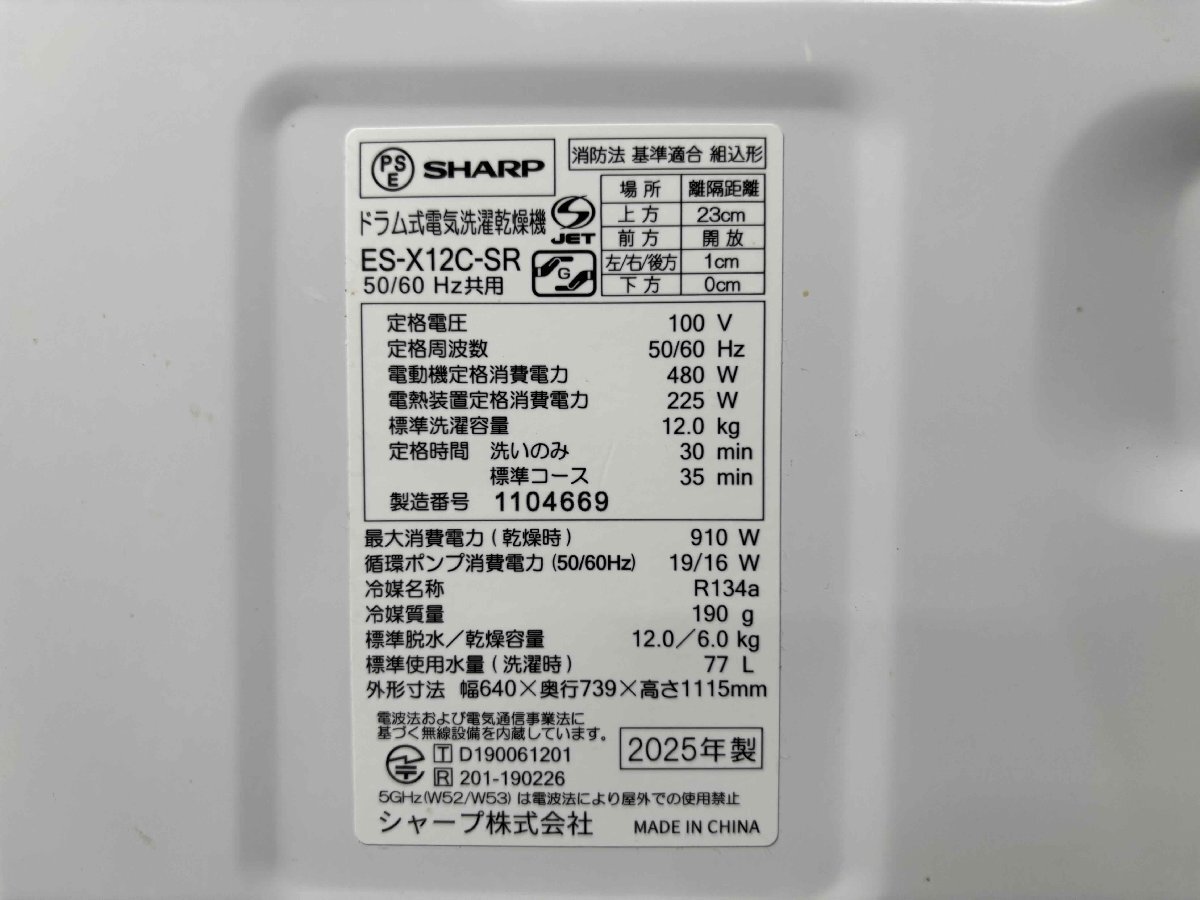 PSE SHARP
消防法 基準適合 組込形
ドラム式電気洗濯乾燥機
JET
ES-X12C-SR
G
50/60 Hz共用
場所 離隔距離
上方 23cm
前方 開放
左/右/後方 1cm
下方 0cm
定格電圧 100 V
定格周波数 50/60 Hz
電動機定格消費電力 480 W
電熱装置定格消費電力 225 W
標準洗濯容量 12.0 kg
定格時間 洗いのみ 30 min
標準コース 35 min
製造番号 1104669
最大消費電力(乾燥時) 910 W
循環ポンプ消費電力(50/60Hz) 19/16 W
冷媒名称 R134a
冷媒質量 190 g
標準脱水/乾燥容量 12.0/6.0 kg
標準使用水量(洗濯時) 77 L
外形寸法 幅640×奥行739×高さ1115mm
電波法および電気通信事業法に
基づく無線設備を内蔵しています。
T D190061201
R 201-190226
2025年製
5GHz(W52/W53)は電波法により屋外での使用禁止
シャープ株式会社 MADE IN CHINA